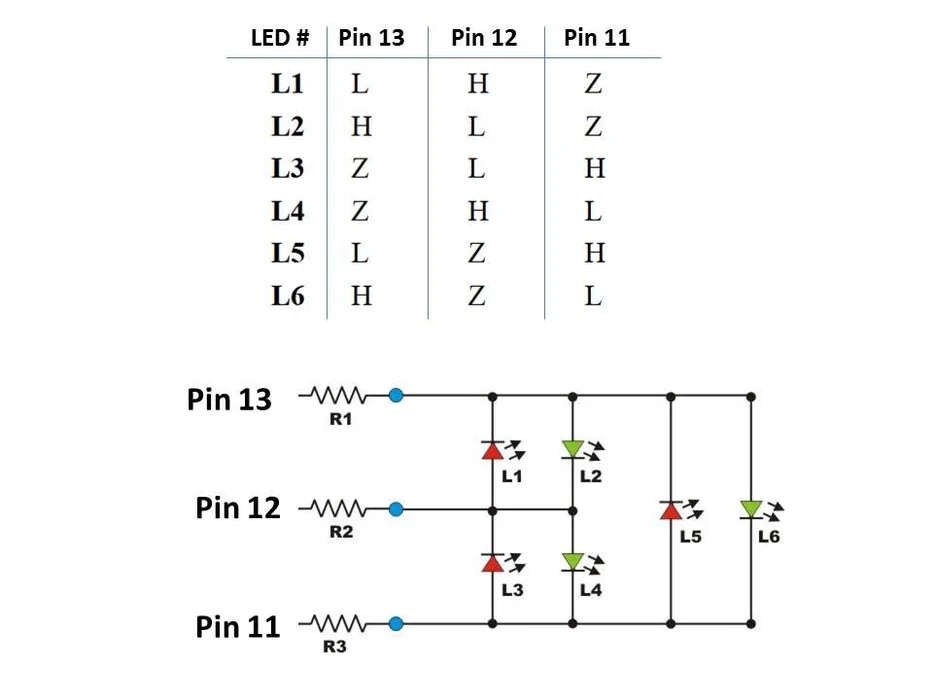 LED # Pin 13 Pin 12 Pin 11
L1 L H Z
L2 H L Z
L3 Z L H
L4 Z H L
L5 L Z H
L6 H Z L
Pin 13
R1
L1 L2
Pin 12
R2
L5 L6
L3 L4
Pin 11
R3